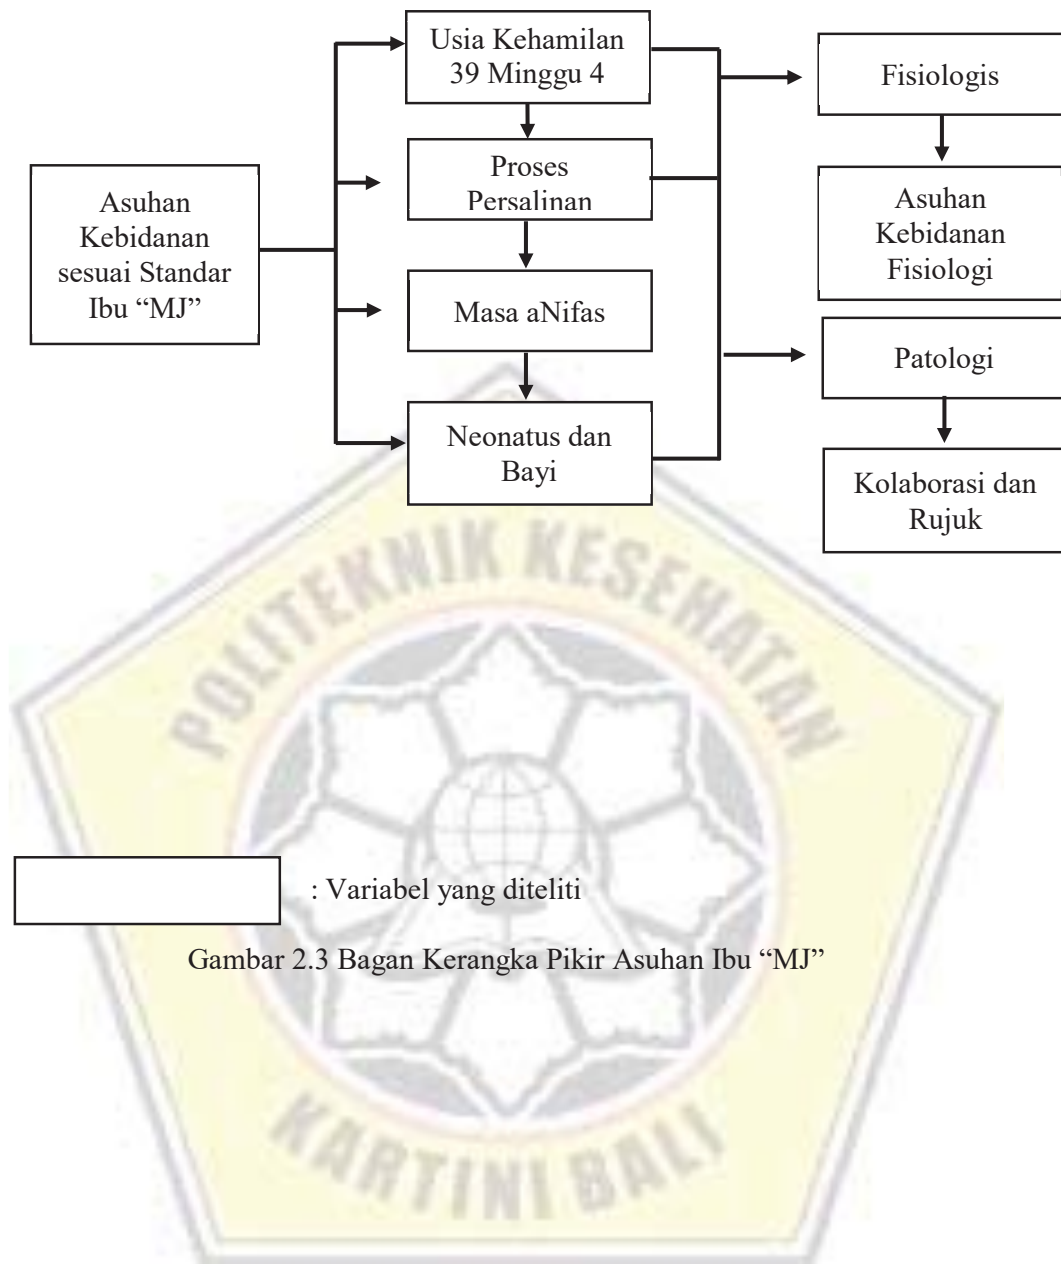 Usia Kehamilan
39 Minggu 4
Fisiologis
Proses
Persalinan
Asuhan
Kebidanan
sesuai Standar
Ibu “MJ”
Asuhan
Kebidanan
Fisiologi
Masa aNifas
Patologi
Neonatus dan
Bayi
Kolaborasi dan
Rujuk
POLITEKNIK KESEHATAN
: Variabel yang diteliti
Gambar 2.3 Bagan Kerangka Pikir Asuhan Ibu “MJ”
KARTINI BALI